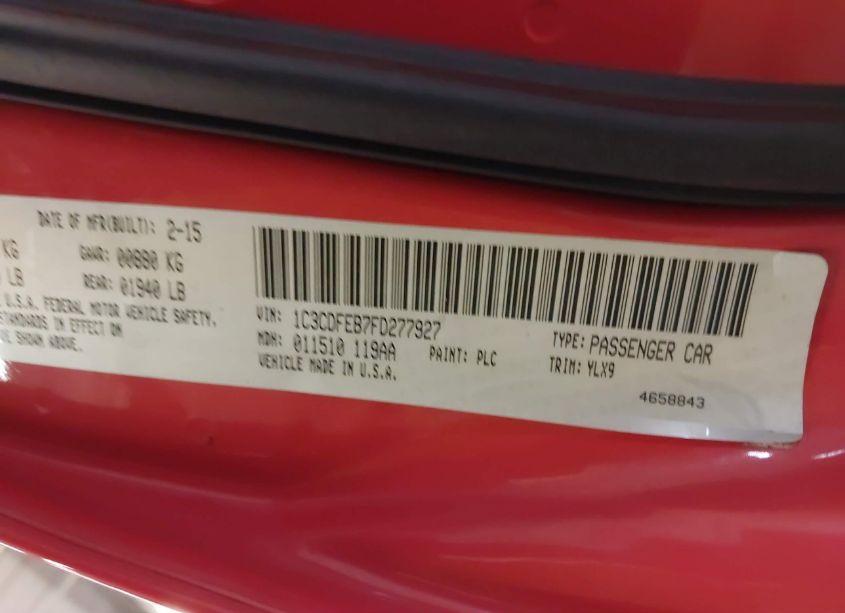 DATE OF MFR(BUILT): 2-15
KG GAWR: 00880 KG
LB REAR: 01940 LB
U.S.A. FEDERAL MOTOR VEHICLE SAFETY,
STANDARDS IN EFFECT ON
SHOWN ABOVE.
VIN: 1C3CDFEB7FD277927
MDH: 011510 119AA PAINT: PLC
VEHICLE MADE IN U.S.A.
TYPE: PASSENGER CAR
TRIM: YLX9
4658843